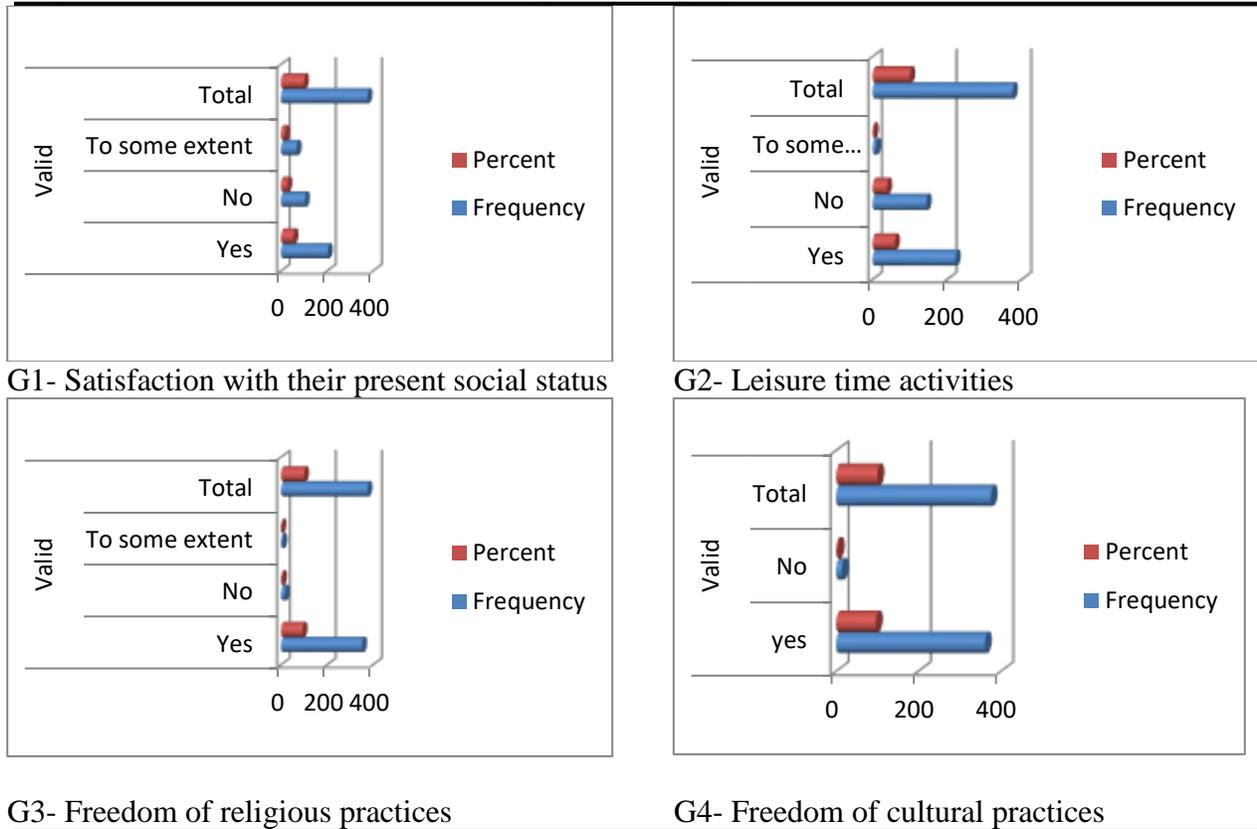 Valid
Total
To some extent
No
Yes
0 200 400
Percent
Frequency
G1- Satisfaction with their present social status
Valid
Total
To some...
No
Yes
0 200 400
Percent
Frequency
G2- Leisure time activities
Valid
Total
To some extent
No
Yes
0 200 400
Percent
Frequency
G3- Freedom of religious practices
Valid
Total
No
yes
0 200 400
Percent
Frequency
G4- Freedom of cultural practices